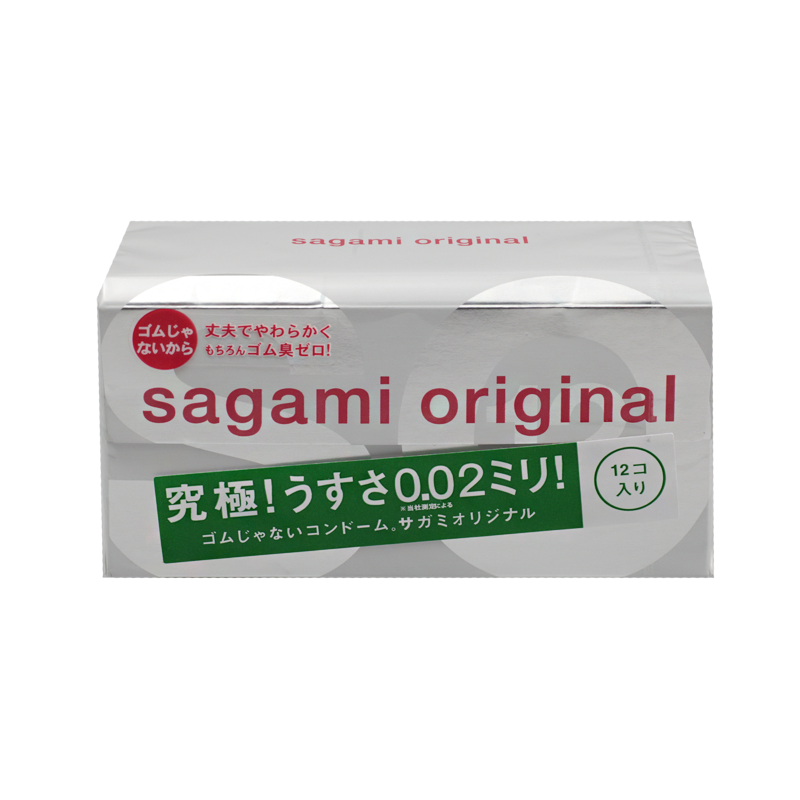 sagami original
ゴムじゃ
ないから
丈夫でやわらかく
もちろんゴム臭ゼロ!
sagami original
究極!うすさ0.02ミリ!
※当社測定による
ゴムじゃないコンドーム。サガミオリジナル
12コ
入り